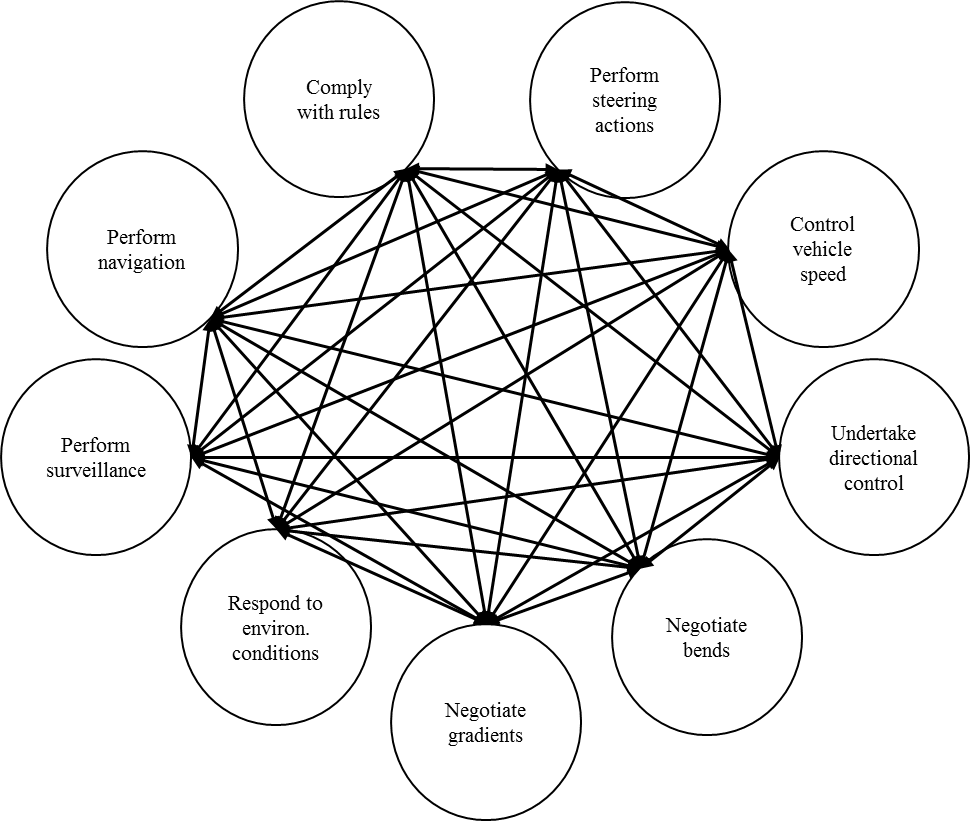 Comply
with rules
Perform
steering
actions
Perform
navigation
Control
vehicle
speed
Perform
surveillance
Undertake
directional
control
Respond to
environ.
conditions
Negotiate
bends
Negotiate
gradients